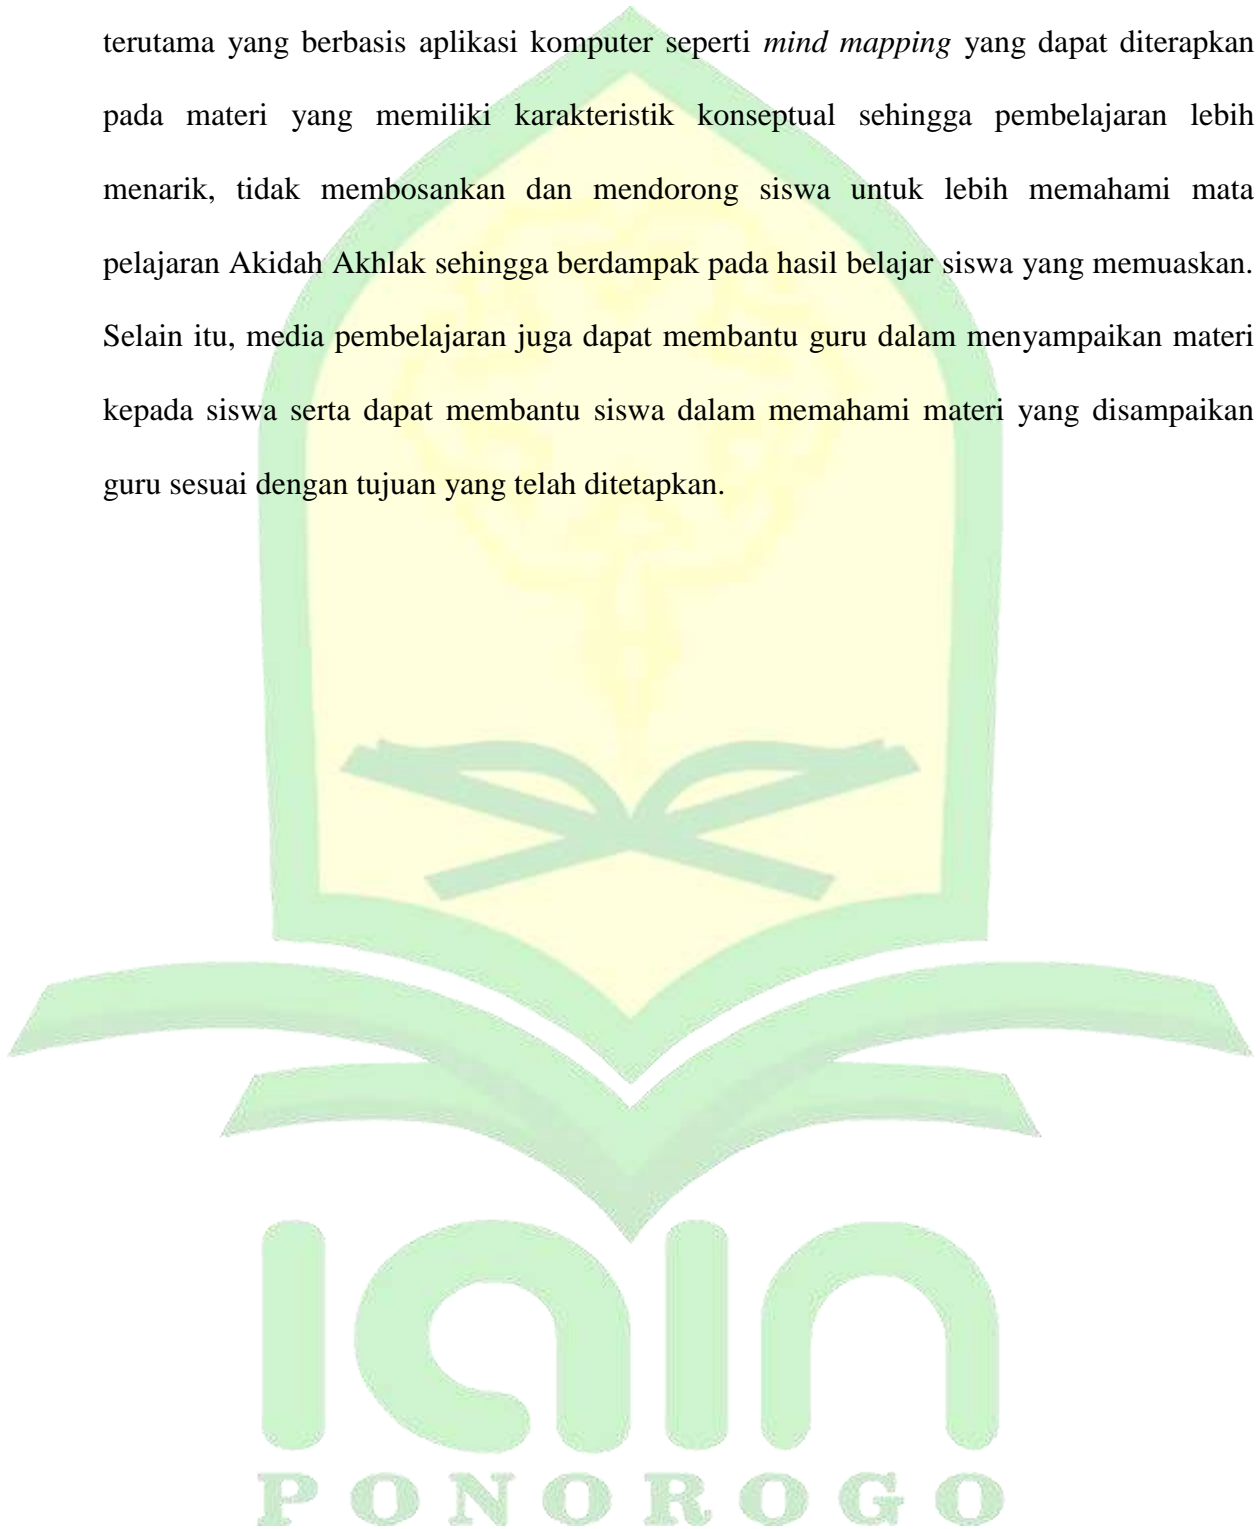 terutama yang berbasis aplikasi komputer seperti mind mapping yang dapat diterapkan
pada materi yang memiliki karakteristik konseptual sehingga pembelajaran lebih
menarik, tidak membosankan dan mendorong siswa untuk lebih memahami mata
pelajaran Akidah Akhlak sehingga berdampak pada hasil belajar siswa yang memuaskan.
Selain itu, media pembelajaran juga dapat membantu guru dalam menyampaikan materi
kepada siswa serta dapat membantu siswa dalam memahami materi yang disampaikan
guru sesuai dengan tujuan yang telah ditetapkan.
iain
PONOROGO